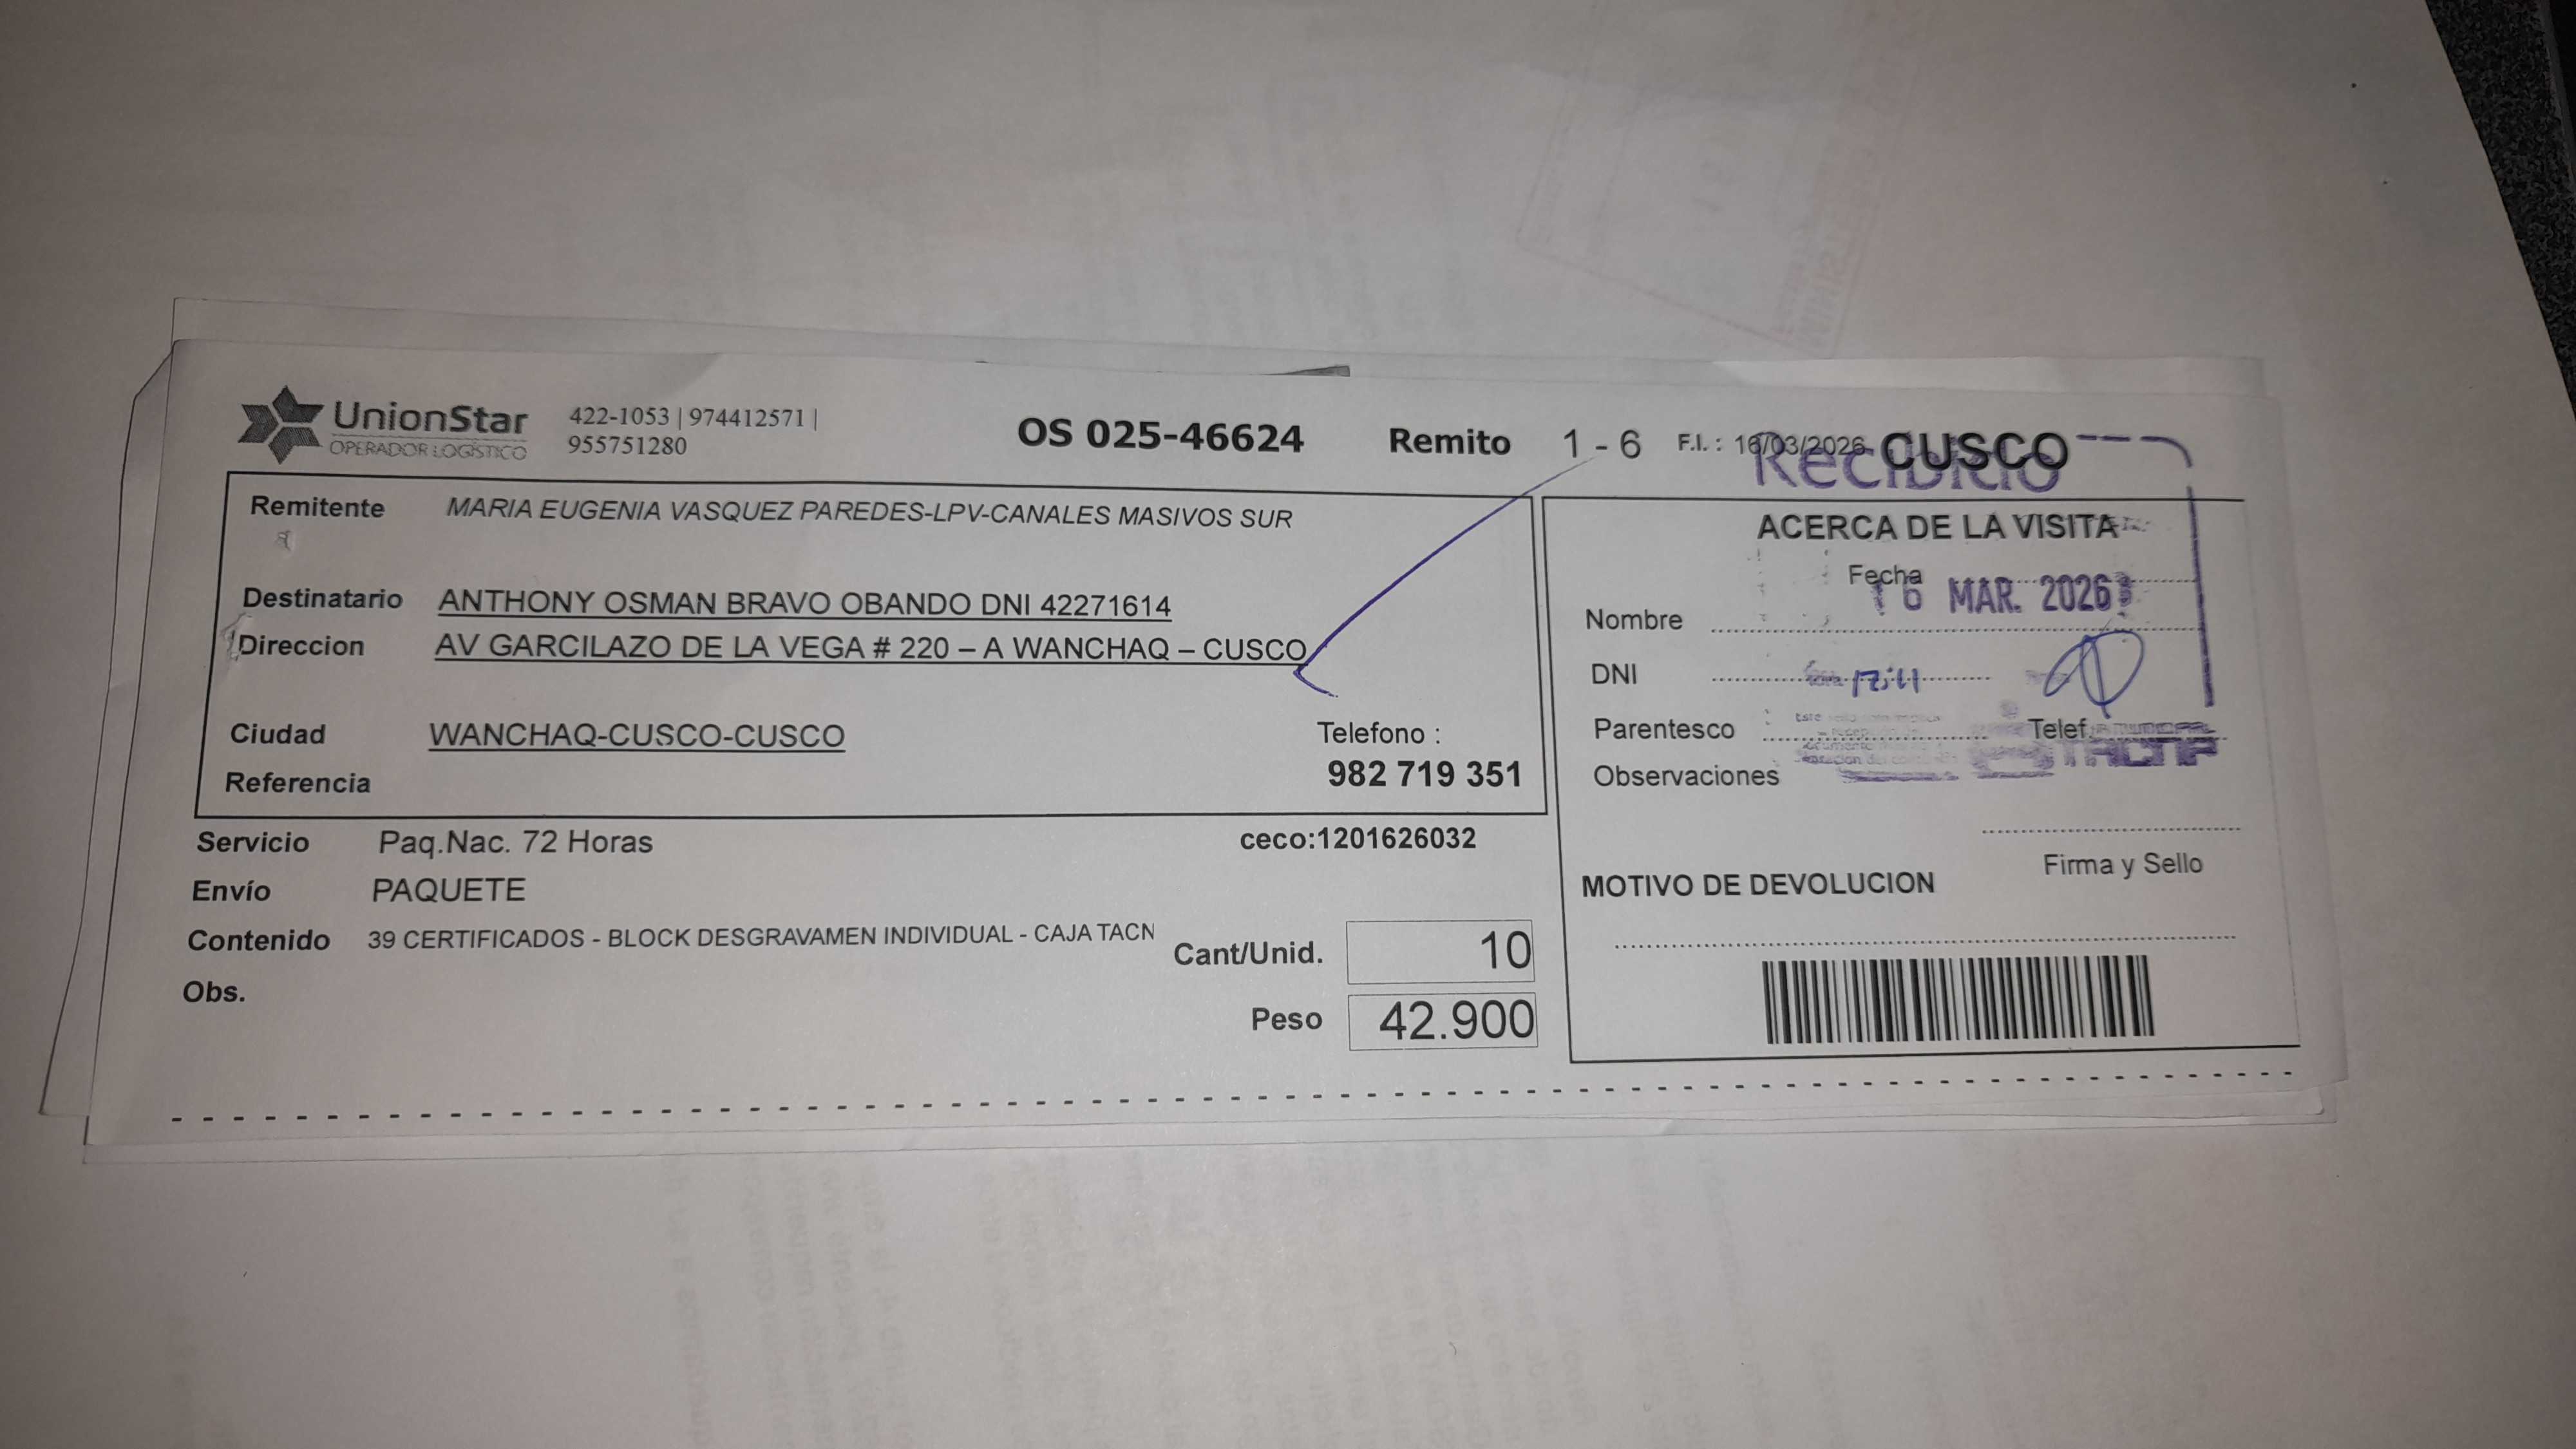 UnionStar
OPERADOR LOGÍSTICO
422-1053 | 974412571 |
955751280
OS 025-46624 Remito 1 - 6 F.I. : 16/03/2026 CUSCO
RECIBIDO
Remitente MARIA EUGENIA VASQUEZ PAREDES-LPV-CANALES MASIVOS SUR
Destinatario ANTHONY OSMAN BRAVO OBANDO DNI 42271614
Direccion AV GARCILAZO DE LA VEGA # 220 – A WANCHAQ – CUSCO
Ciudad WANCHAQ-CUSCO-CUSCO
Telefono :
982 719 351
Referencia
Servicio Paq.Nac. 72 Horas
ceco:1201626032
Envío PAQUETE
Contenido 39 CERTIFICADOS - BLOCK DESGRAVAMEN INDIVIDUAL - CAJA TACN
Cant/Unid. 10
Obs.
Peso 42.900
ACERCA DE LA VISITA
Fecha
16 MAR. 2026
Nombre
DNI
Parentesco
Telef.
TACNA
Observaciones
Firma y Sello
MOTIVO DE DEVOLUCION